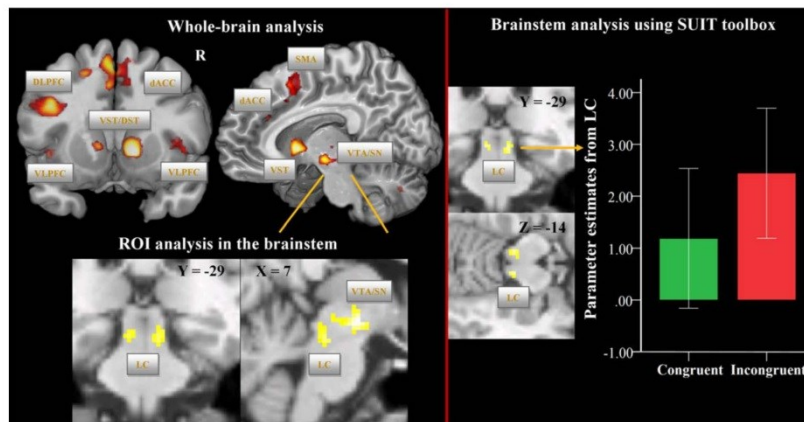 Whole-brain analysis
R
DLPFC
dACC
SMA
dACC
VST/DST
VLPFC
VLPFC
VST
VTA/SN
ROI analysis in the brainstem
Y = -29
X = 7
VTA/SN
LC
LC
Brainstem analysis using SUIT toolbox
Y = -29
LC
Z = -14
LC
Parameter estimates from LC
4.00
3.00
2.00
1.00
.00
-1.00
Congruent Incongruent